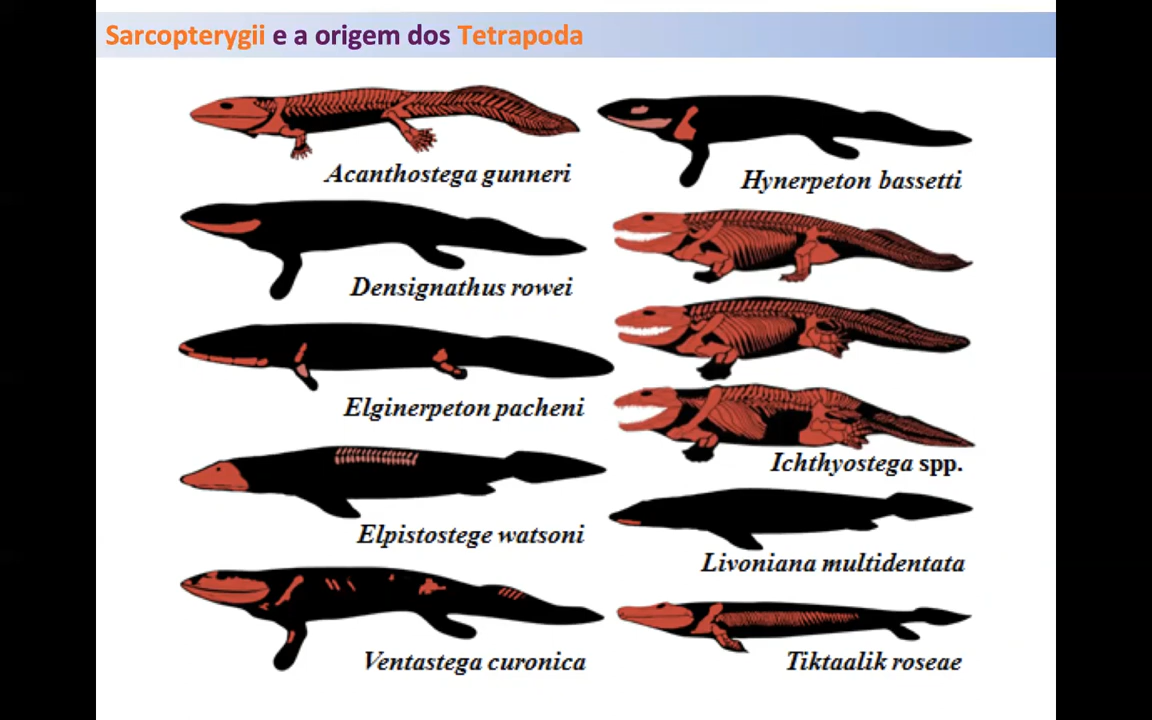 Sarcopterygii e a origem dos Tetrapoda
Acanthostega gunneri
Hynerpeton bassetti
Densignathus rowei
Elginerpeton pacheni
Ichthyostega spp.
Elpistostege watsoni
Livoniana multidentata
Ventastega curonica
Tiktaalik roseae